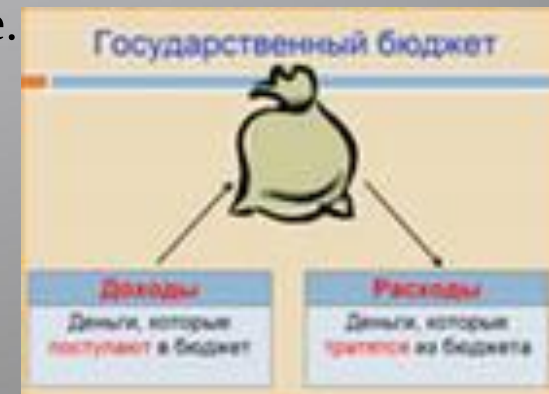 е.
Государственный бюджет
Доходы
Деньги, которые
поступают в бюджет
Расходы
Деньги, которые
тратятся из бюджета